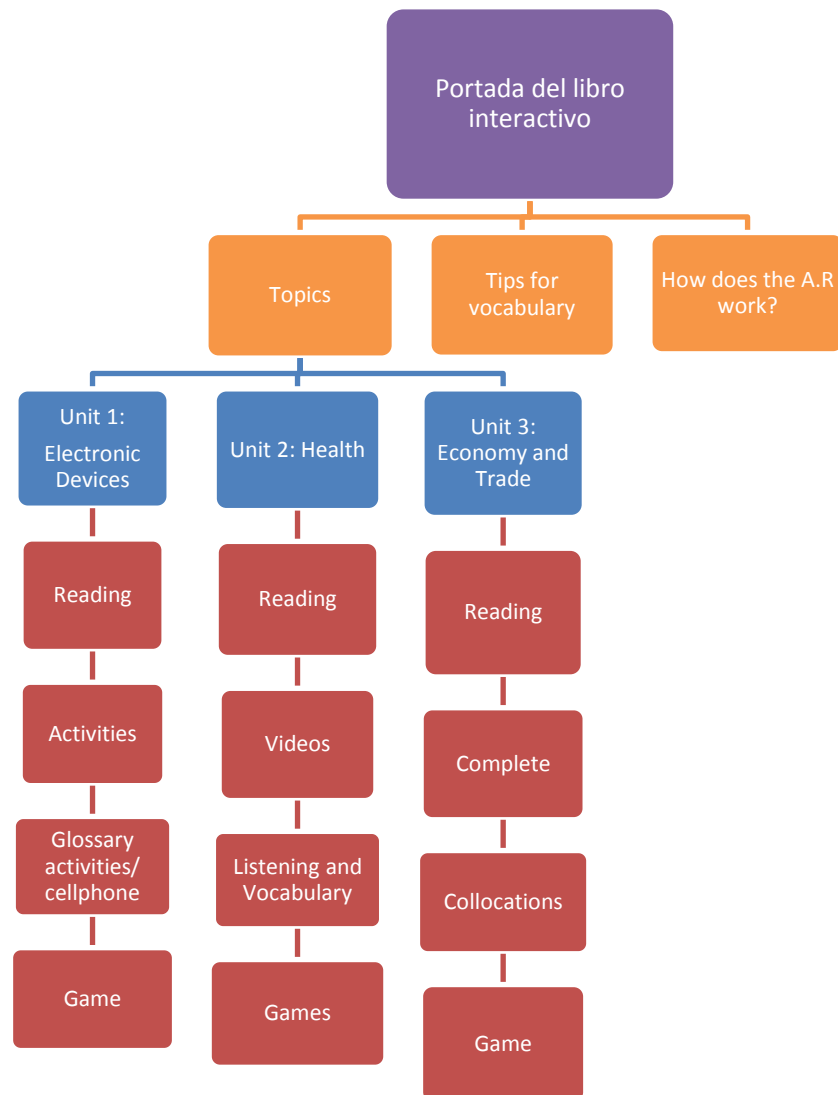 Portada del libro
interactivo
Topics
Tips for
vocabulary
How does the A.R
work?
Unit 1:
Electronic
Devices
Unit 2: Health
Unit 3:
Economy and
Trade
Reading
Activities
Glossary
activities/
cellphone
Game
Reading
Videos
Listening and
Vocabulary
Games
Reading
Complete
Collocations
Game